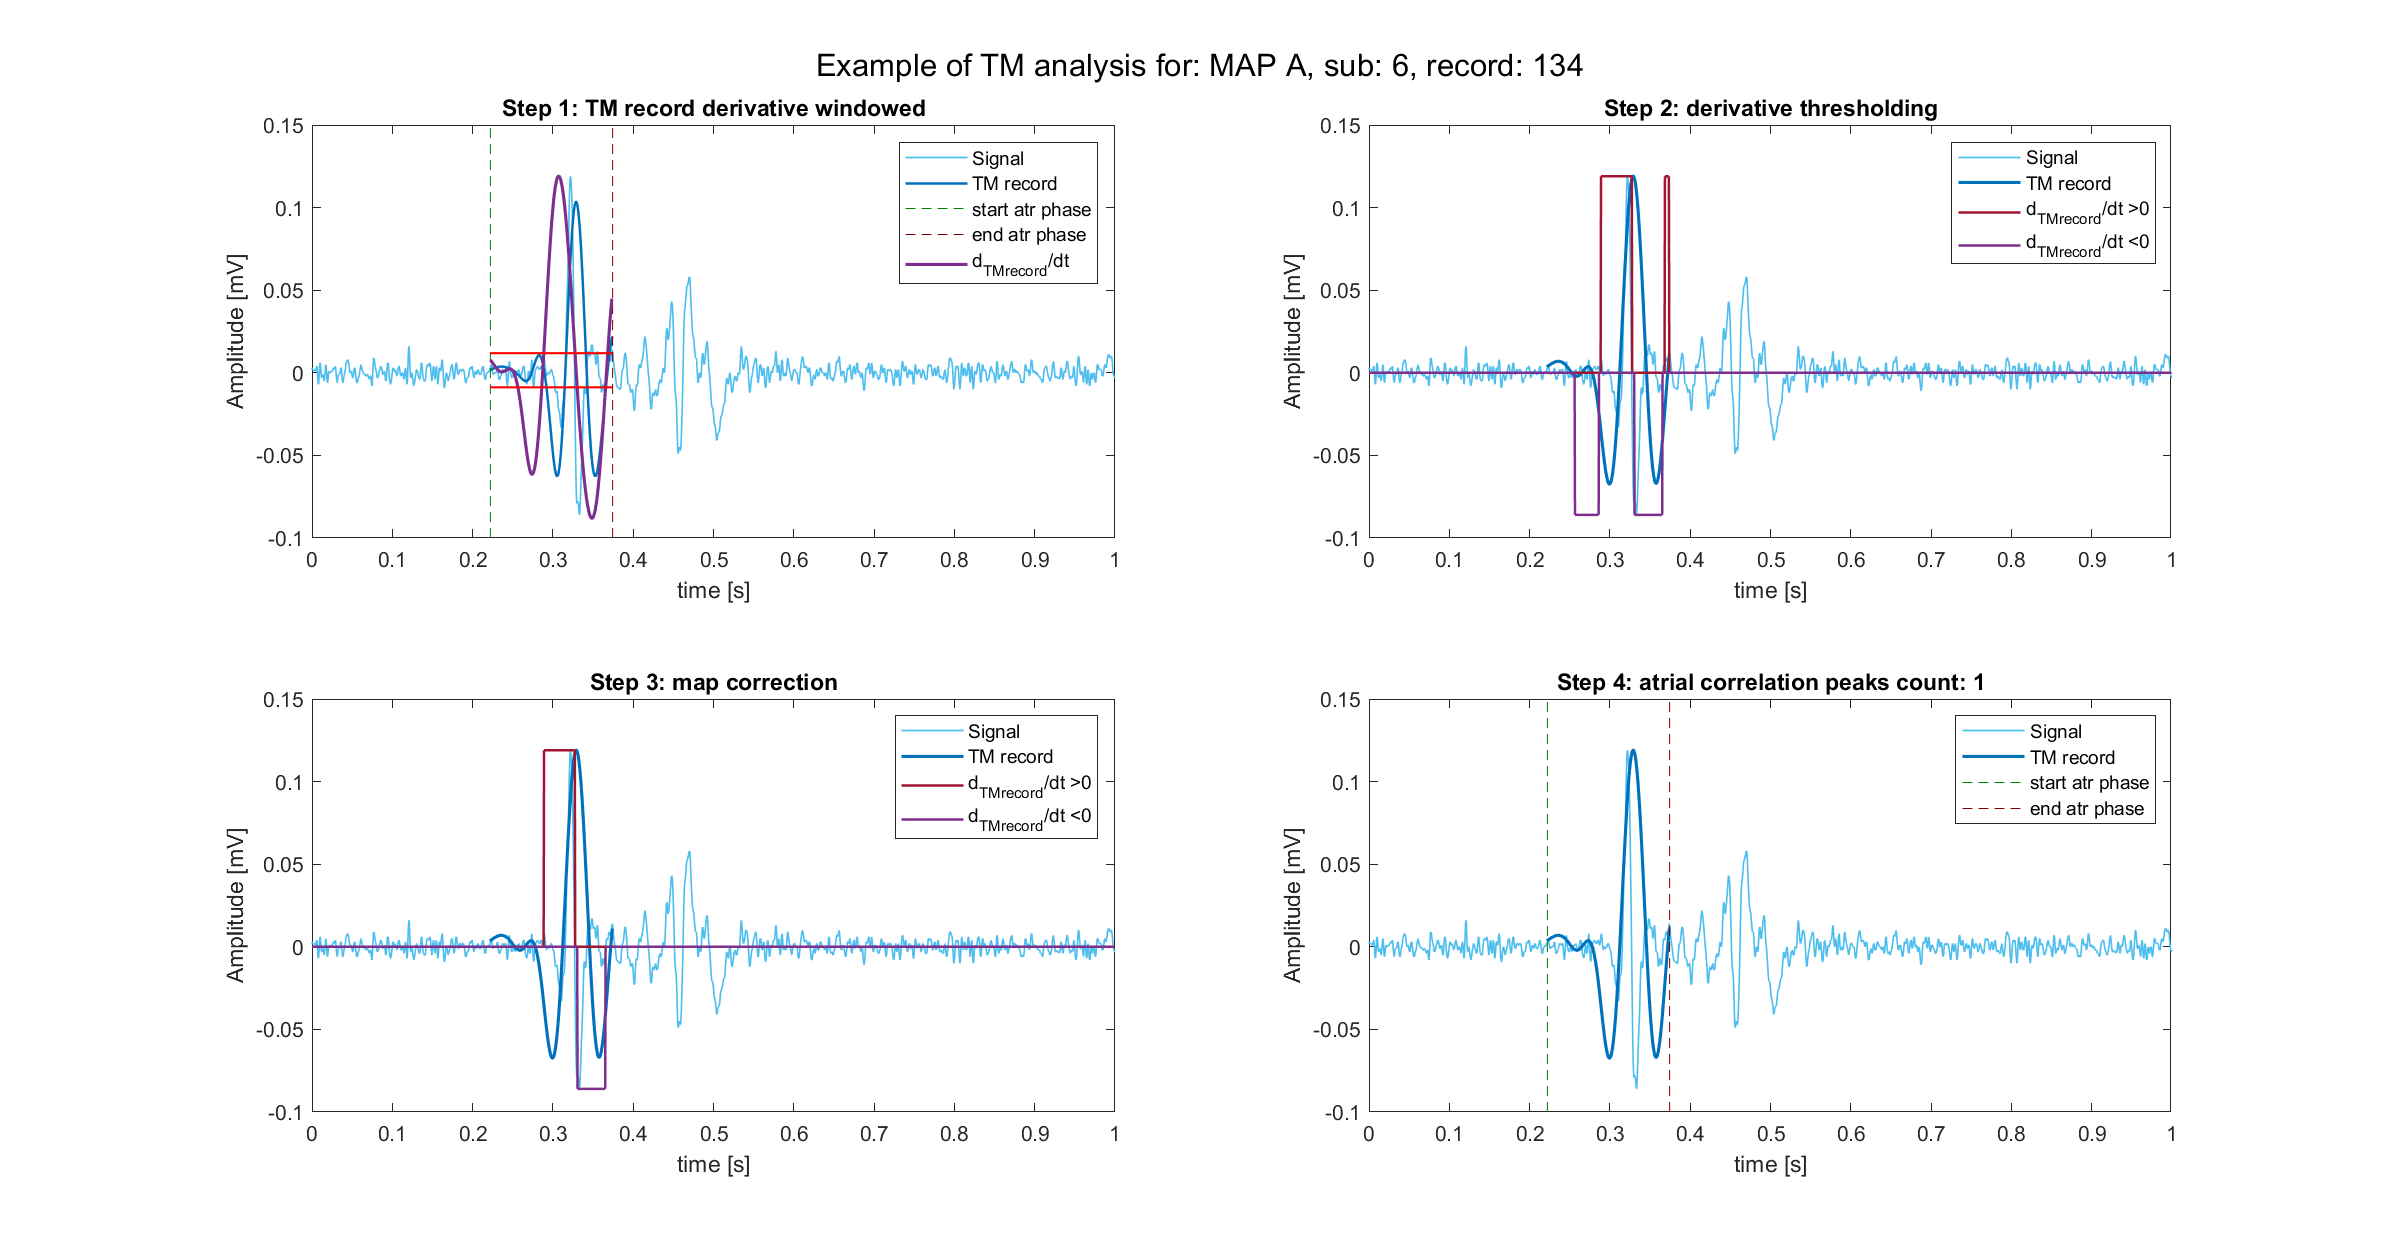 Example of TM analysis for: MAP A, sub: 6, record: 134
Step 1: TM record derivative windowed
Amplitude [mV]
0.15
0.1
0.05
0
-0.05
-0.1
0 0.1 0.2 0.3 0.4 0.5 0.6 0.7 0.8 0.9 1
time [s]
Signal
TM record
start atr phase
end atr phase
dTMrecord/dt
Step 2: derivative thresholding
Amplitude [mV]
0.15
0.1
0.05
0
-0.05
-0.1
0 0.1 0.2 0.3 0.4 0.5 0.6 0.7 0.8 0.9 1
time [s]
Signal
TM record
dTMrecord/dt >0
dTMrecord/dt <0
Step 3: map correction
Amplitude [mV]
0.15
0.1
0.05
0
-0.05
-0.1
0 0.1 0.2 0.3 0.4 0.5 0.6 0.7 0.8 0.9 1
time [s]
Signal
TM record
dTMrecord/dt >0
dTMrecord/dt <0
Step 4: atrial correlation peaks count: 1
Amplitude [mV]
0.15
0.1
0.05
0
-0.05
-0.1
0 0.1 0.2 0.3 0.4 0.5 0.6 0.7 0.8 0.9 1
time [s]
Signal
TM record
start atr phase
end atr phase